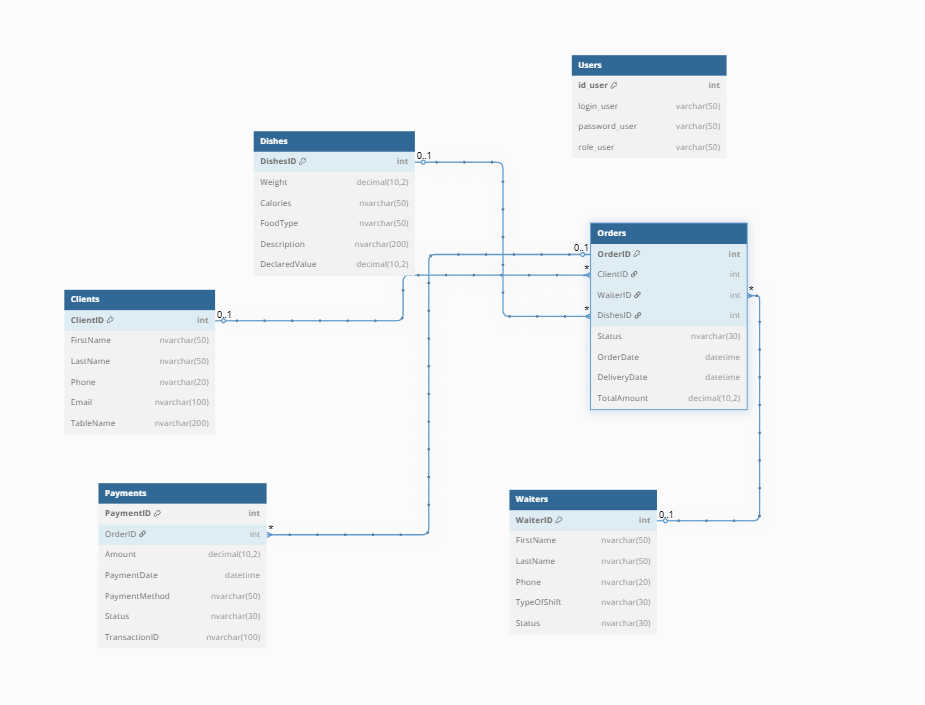 Users
id_user int
login_user varchar(50)
password_user varchar(50)
role_user varchar(50)
Dishes
DishesID int
Weight decimal(10,2)
Calories nvarchar(50)
FoodType nvarchar(50)
Description nvarchar(200)
DeclaredValue decimal(10,2)
0..1
Orders
OrderID int
ClientID int
WaiterID int
DishesID int
Status nvarchar(30)
OrderDate datetime
DeliveryDate datetime
TotalAmount decimal(10,2)
0..1
*
*
*
Clients
ClientID int
FirstName nvarchar(50)
LastName nvarchar(50)
Phone nvarchar(20)
Email nvarchar(100)
TableName nvarchar(200)
0..1
Payments
PaymentID int
OrderID int
Amount decimal(10,2)
PaymentDate datetime
PaymentMethod nvarchar(50)
Status nvarchar(30)
TransactionID nvarchar(100)
*
Waiters
WaiterID int
FirstName nvarchar(50)
LastName nvarchar(50)
Phone nvarchar(20)
TypeOfShift nvarchar(30)
Status nvarchar(30)
0..1